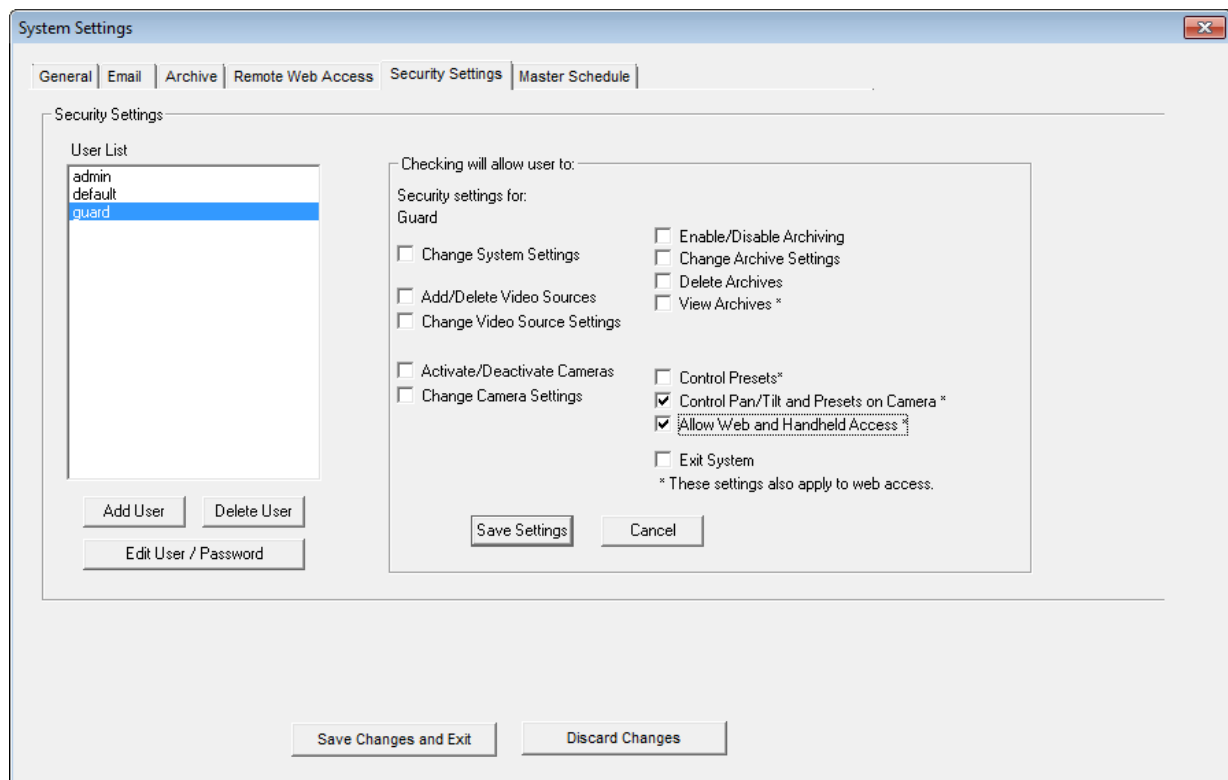 System Settings
General Email Archive Remote Web Access Security Settings Master Schedule
Security Settings
User List
admin
default
guard
Add User Delete User
Edit User / Password
Checking will allow user to:
Security settings for:
Guard
Change System Settings
Add/Delete Video Sources
Change Video Source Settings
Activate/Deactivate Cameras
Change Camera Settings
Enable/Disable Archiving
Change Archive Settings
Delete Archives
View Archives *
Control Presets*
Control Pan/Tilt and Presets on Camera *
Allow Web and Handheld Access *
Exit System
* These settings also apply to web access.
Save Settings Cancel
Save Changes and Exit Discard Changes